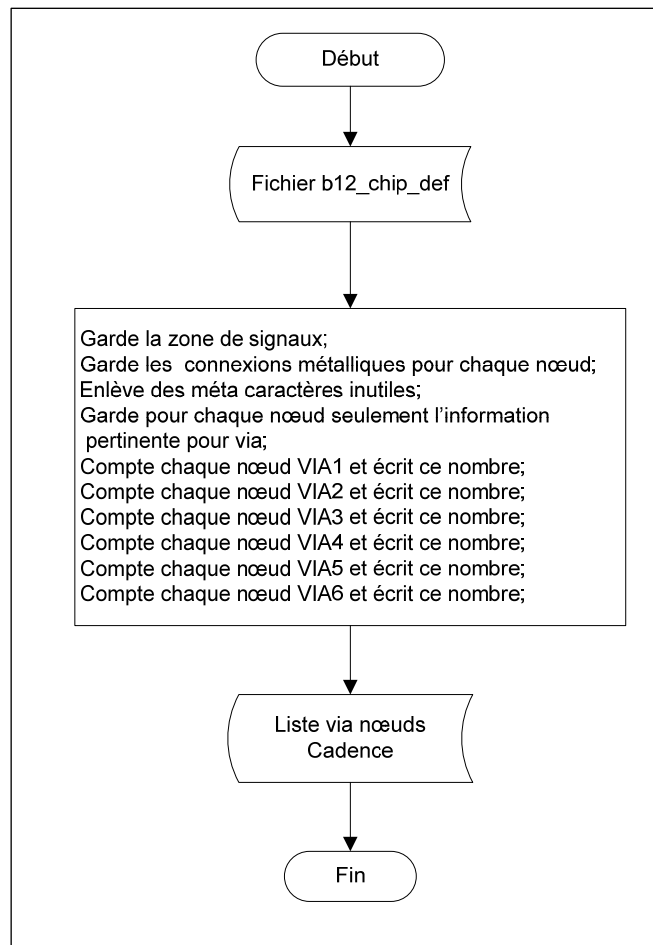 Début
Fichier b12_chip_def
Garde la zone de signaux;
Garde les connexions métalliques pour chaque nœud;
Enlève des méta caractères inutiles;
Garde pour chaque nœud seulement l'information
pertinente pour via;
Compte chaque nœud VIA1 et écrit ce nombre;
Compte chaque nœud VIA2 et écrit ce nombre;
Compte chaque nœud VIA3 et écrit ce nombre;
Compte chaque nœud VIA4 et écrit ce nombre;
Compte chaque nœud VIA5 et écrit ce nombre;
Compte chaque nœud VIA6 et écrit ce nombre;
Liste via nœuds
Cadence
Fin